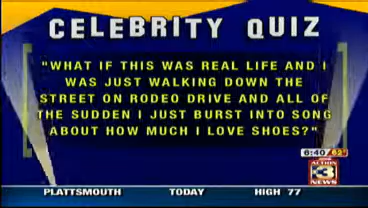 CELEBRITY QUIZ
"WHAT IF THIS WAS REAL LIFE AND I
WAS JUST WALKING DOWN THE
STREET ON RODEO DRIVE AND ALL OF
THE SUDDEN I JUST BURST INTO SONG
ABOUT HOW MUCH I LOVE SHOES?"
6:40 62°
ACTION
3
NEWS
PLATTSMOUTH TODAY HIGH 77